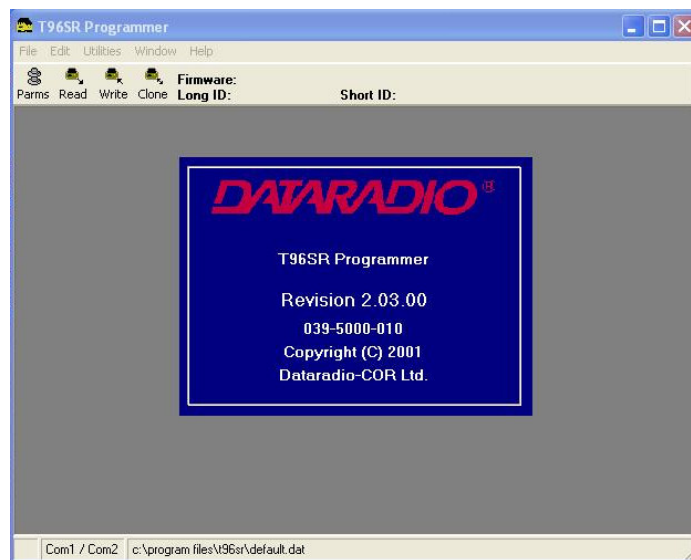 T96SR Programmer
File Edit Utilities Window Help
Parms Read Write Clone
Firmware:
Long ID: Short ID:
DATARADIO®
T96SR Programmer
Revision 2.03.00
039-5000-010
Copyright (C) 2001
Dataradio-COR Ltd.
Com1 / Com2 c:\program files\t96sr\default.dat